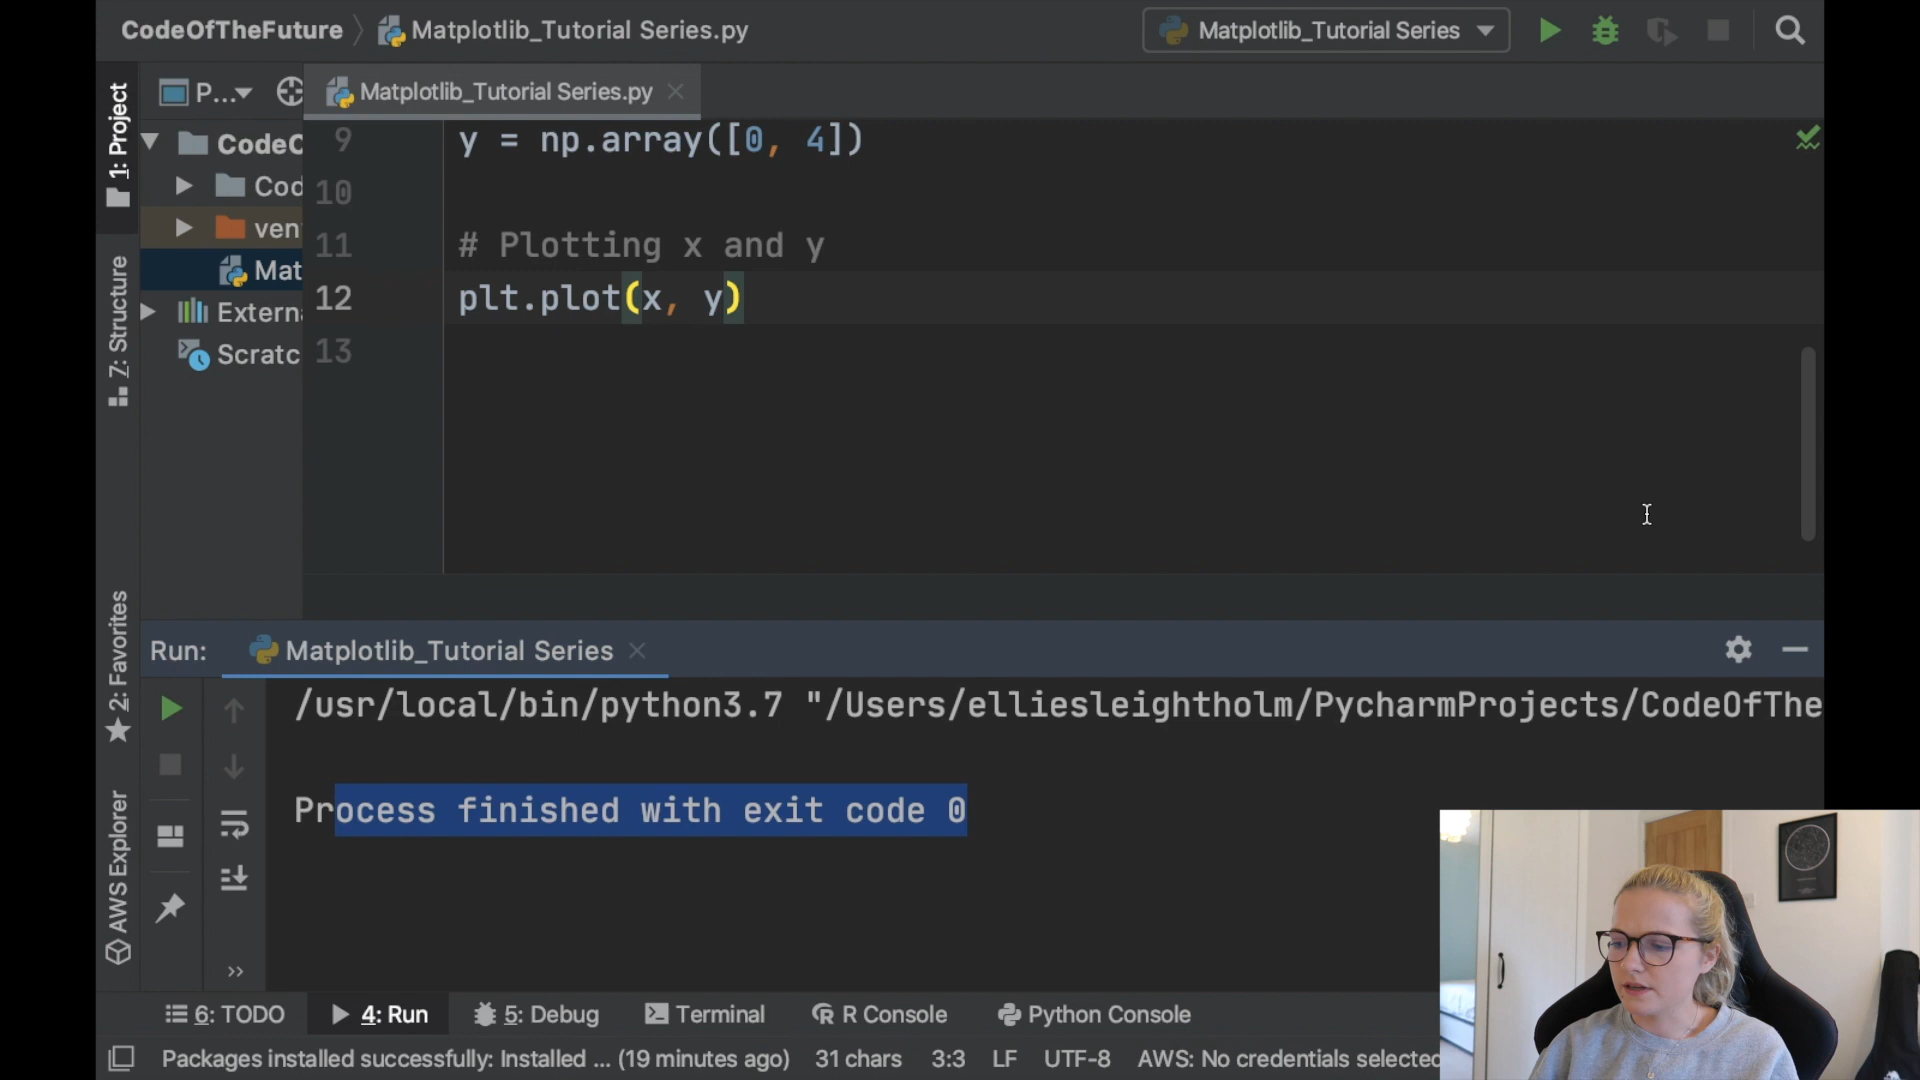 CodeOfTheFuture
Matplotlib_Tutorial Series.py
Matplotlib_Tutorial Series
1: Project
P...
Matplotlib_Tutorial Series.py
CodeC
Cod
ven
Mat
Extern
Scratc
9 y = np.array([0, 4])
10
11 # Plotting x and y
12 plt.plot(x, y)
13
Z: Structure
2: Favorites
AWS Explorer
Run: Matplotlib_Tutorial Series
/usr/local/bin/python3.7 "/Users/elliesleightholm/PycharmProjects/CodeOfThe
Process finished with exit code 0
6: TODO 4: Run 5: Debug Terminal R Console Python Console
Packages installed successfully: Installed ... (19 minutes ago) 31 chars 3:3 LF UTF-8 AWS: No credentials selected